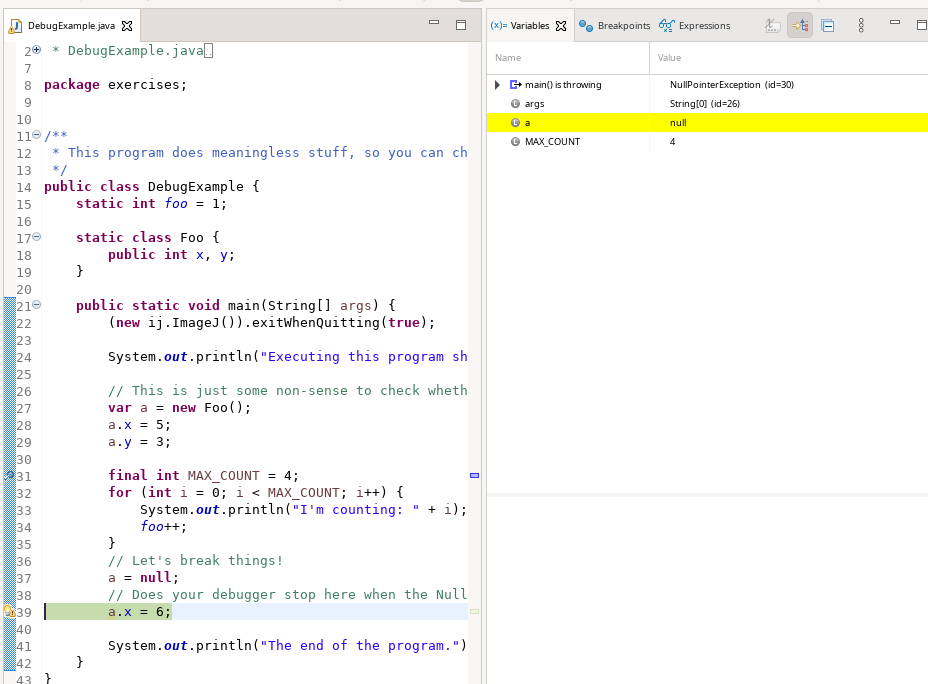 DebugExample.java
2 * DebugExample.java
7
8 package exercises;
9
10
11 /**
12 * This program does meaningless stuff, so you can ch
13 */
14 public class DebugExample {
15 static int foo = 1;
16
17 static class Foo {
18 public int x, y;
19 }
20
21 public static void main(String[] args) {
22 (new ij.ImageJ()).exitWhenQuitting(true);
23
24 System.out.println("Executing this program sh
25
26 // This is just some non-sense to check wheth
27 var a = new Foo();
28 a.x = 5;
29 a.y = 3;
30
31 final int MAX_COUNT = 4;
32 for (int i = 0; i < MAX_COUNT; i++) {
33 System.out.println("I'm counting: " + i);
34 foo++;
35 }
36 // Let's break things!
37 a = null;
38 // Does your debugger stop here when the Null
39 a.x = 6;
40
41 System.out.println("The end of the program.")
42 }
43 }
(x)= Variables Breakpoints Expressions
Name Value
main() is throwing NullPointerException (id=30)
args String[0] (id=26)
a null
MAX_COUNT 4